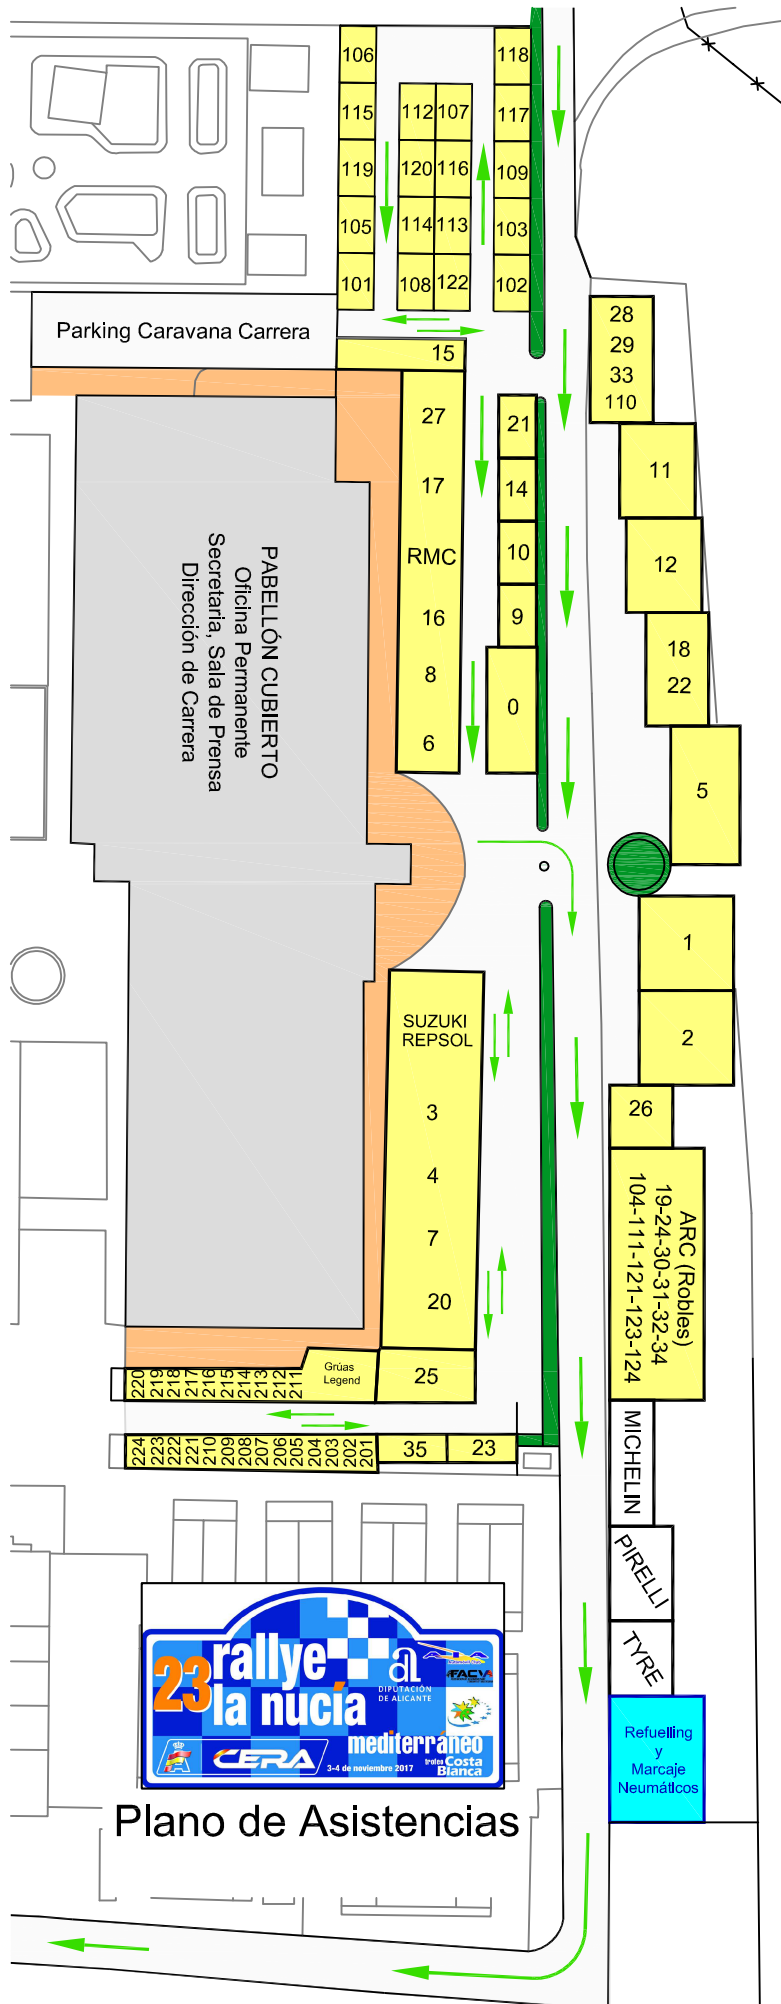 106
118
115
112
107
117
119
120
116
109
105
114
113
103
101
108
122
102
28
29
33
110
Parking Caravana Carrera
15
27
21
11
17
14
RMC
10
12
16
9
18
22
8
0
6
5
PABELLÓN CUBIERTO
Oficina Permanente
Secretaria, Sala de Prensa
Dirección de Carrera
1
SUZUKI
REPSOL
2
3
26
4
7
20
ARC (Robles)
19-24-30-31-32-34
104-111-121-123-124
220
219
218
217
216
215
214
213
212
211
Grúas
Legend
25
224
223
222
221
210
209
208
207
206
205
204
203
202
201
35
23
MICHELIN
PIRELLI
TYRE
23 rallye
la nucía
a
DIPUTACIÓN
DE ALICANTE
FACV
mediterráneo
trofeo Costa
Blanca
CERA
3-4 de noviembre 2017
Refuelling
y
Marcaje
Neumáticos
Plano de Asistencias